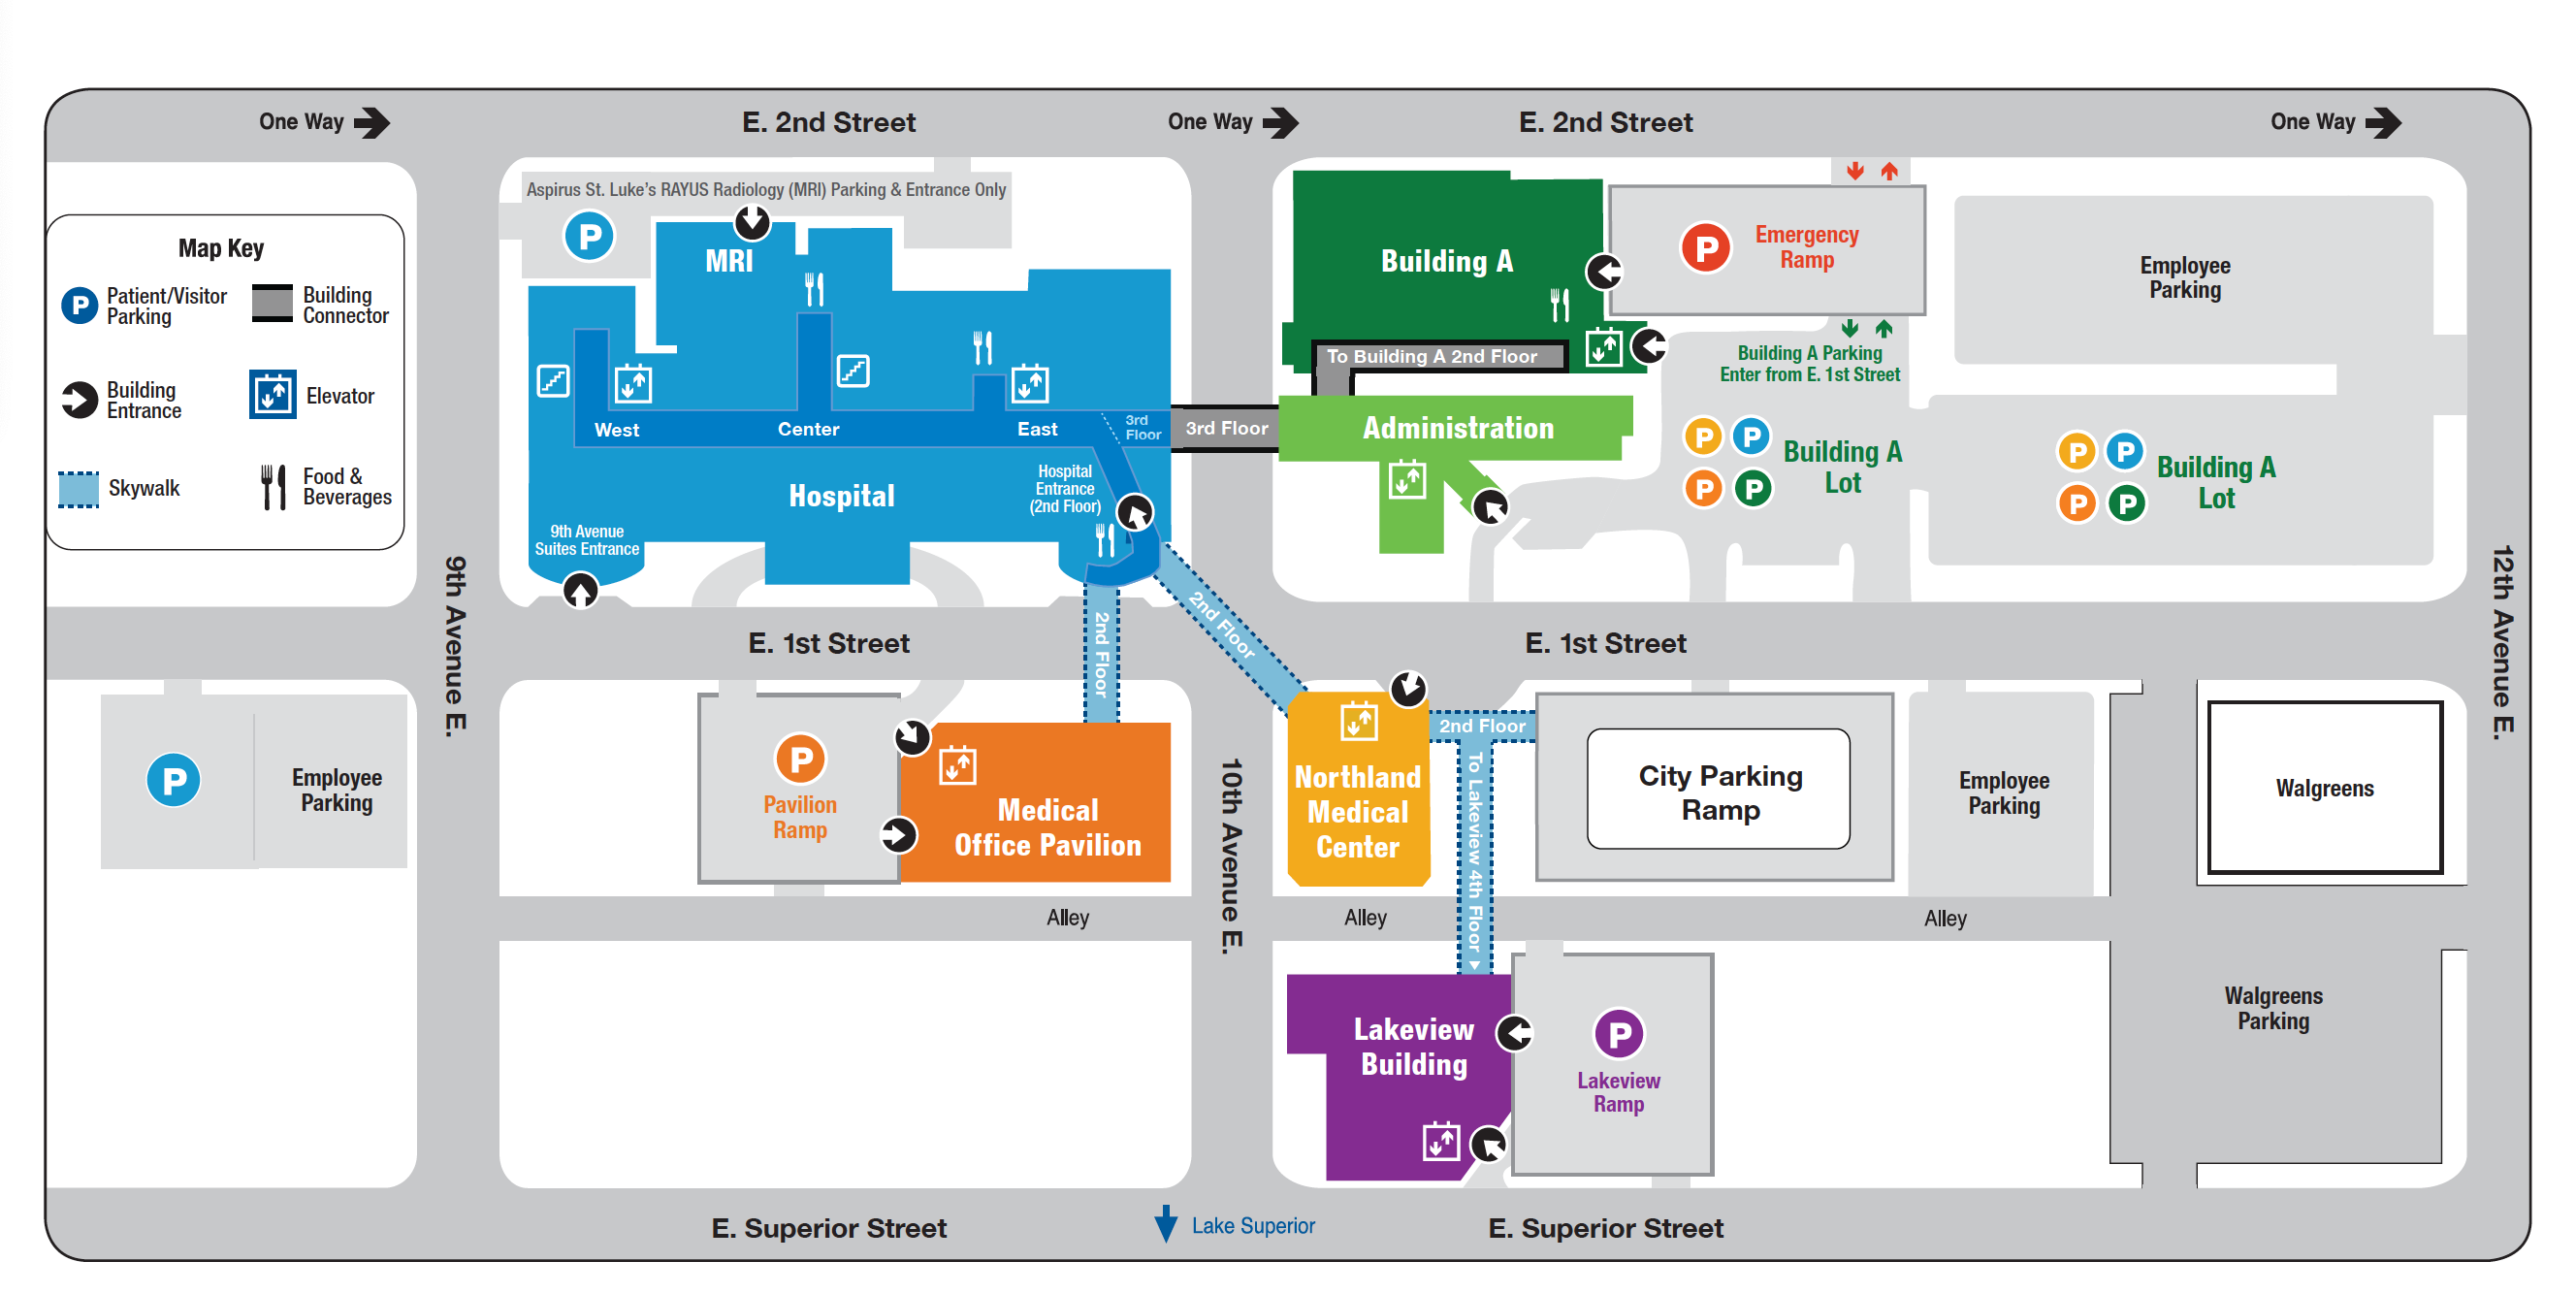 One Way
E. 2nd Street
One Way
E. 2nd Street
One Way
Map Key
P
Patient/Visitor
Parking
Building
Connector
Building
Entrance
Elevator
Skywalk
Food &
Beverages
Aspirus St. Luke's RAYUS Radiology (MRI) Parking & Entrance Only
P
MRI
West
Center
East
3rd
Floor
3rd Floor
Hospital
Hospital
Entrance
(2nd Floor)
9th Avenue
Suites Entrance
Building A
To Building A 2nd Floor
Administration
P
Emergency
Ramp
Building A Parking
Enter from E. 1st Street
P P
P P
Building A
Lot
Employee
Parking
P P
P P
Building A
Lot
9th Avenue E.
E. 1st Street
2nd Floor
2nd Floor
E. 1st Street
12th Avenue E.
P
Employee
Parking
P
Pavilion
Ramp
Medical
Office Pavilion
10th Avenue E.
Northland
Medical
Center
2nd Floor
To Lakeview 4th Floor
City Parking
Ramp
Employee
Parking
Walgreens
Alley
Alley
Alley
Lakeview
Building
P
Lakeview
Ramp
Walgreens
Parking
E. Superior Street
Lake Superior
E. Superior Street